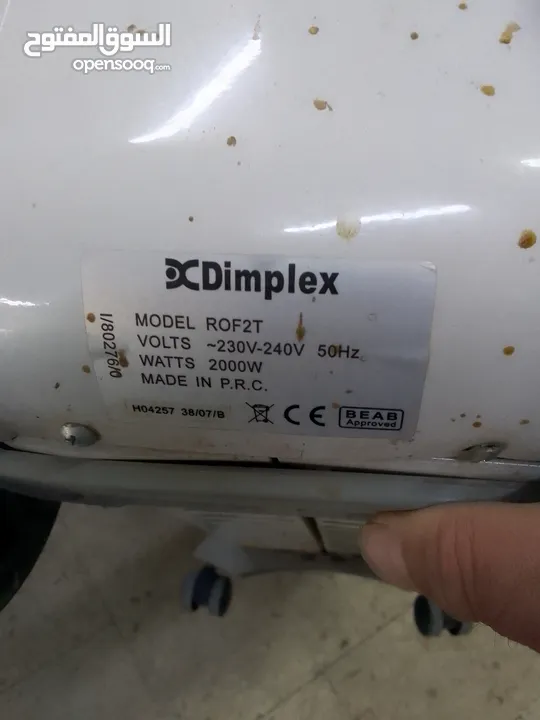 السوق المفتوح
opensooq.com
Dimplex
MODEL ROF2T
VOLTS ~230V-240V 50Hz
WATTS 2000W
MADE IN P.R.C.
I/80276/0
H04257 38/07/B
CE
BEAB
Approved